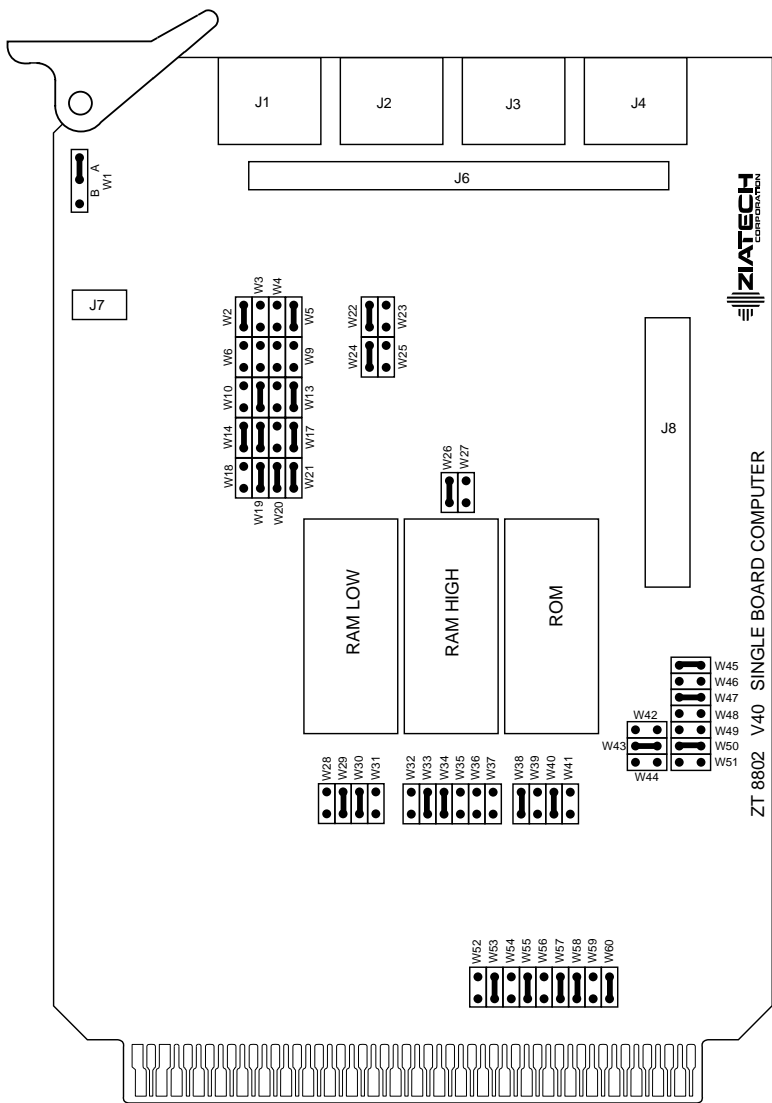 J1
J2
J3
J4
A
B
W1
J6
ZIATECH
CORPORATION
J7
W3
W4
W2
W5
W22
W23
W6
W9
W24
W25
W10
W13
W14
W17
W18
W21
W19
W20
W26
W27
J8
RAM LOW
RAM HIGH
ROM
ZT 8802 V40 SINGLE BOARD COMPUTER
W45
W46
W47
W48
W49
W50
W51
W42
W43
W44
W28
W29
W30
W31
W32
W33
W34
W35
W36
W37
W38
W39
W40
W41
W52
W53
W54
W55
W56
W57
W58
W59
W60